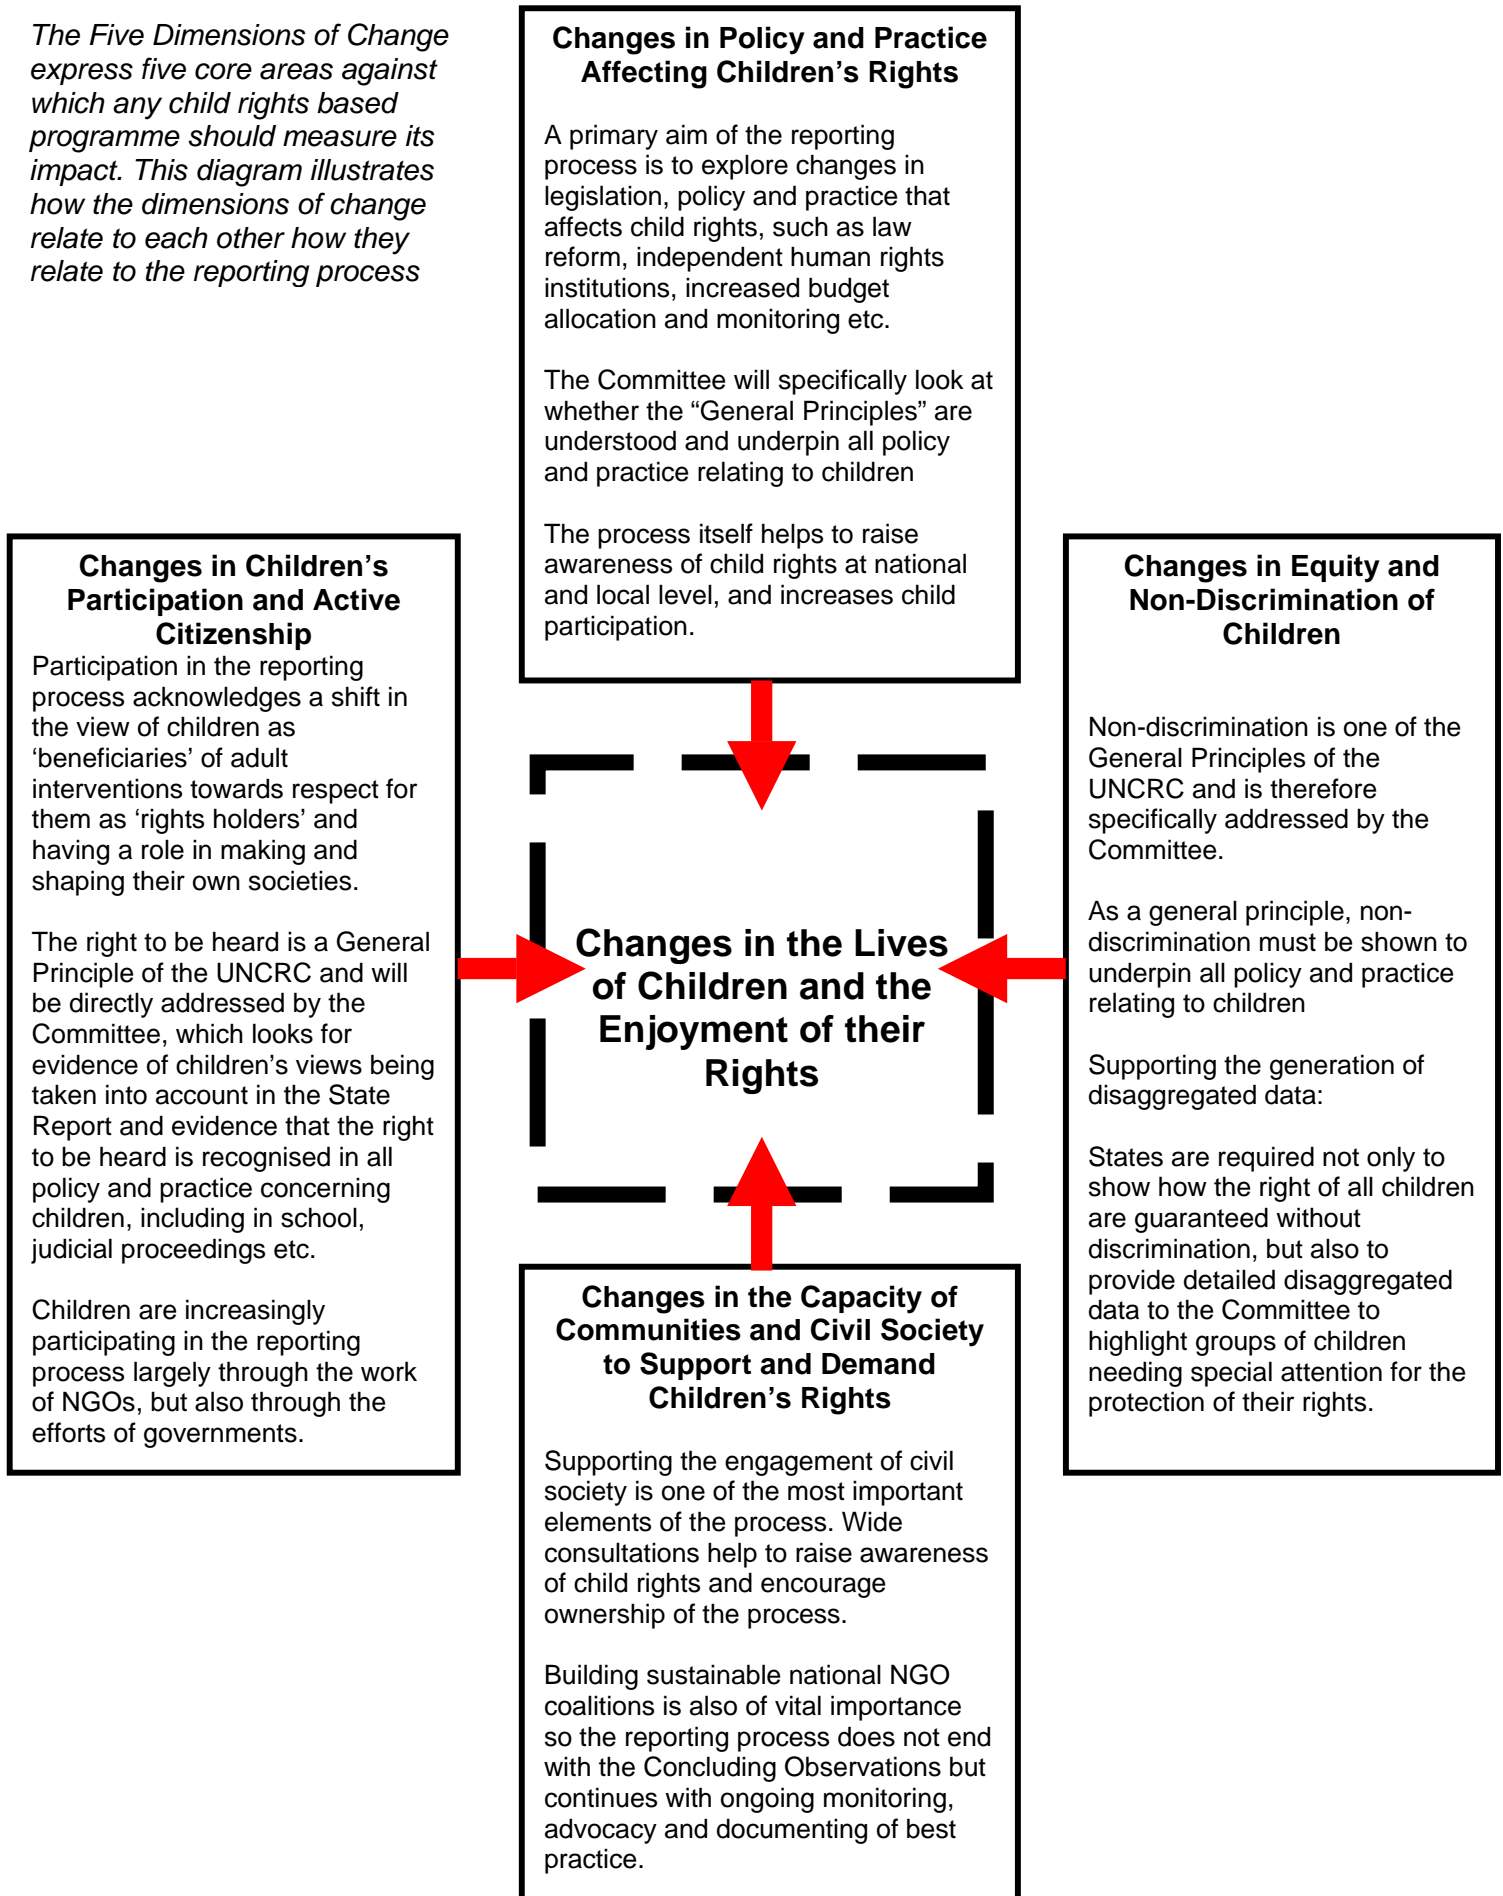 The Five Dimensions of Change
express five core areas against
which any child rights based
programme should measure its
impact. This diagram illustrates
how the dimensions of change
relate to each other how they
relate to the reporting process
Changes in Policy and Practice
Affecting Children’s Rights
A primary aim of the reporting
process is to explore changes in
legislation, policy and practice that
affects child rights, such as law
reform, independent human rights
institutions, increased budget
allocation and monitoring etc.
The Committee will specifically look at
whether the “General Principles” are
understood and underpin all policy
and practice relating to children
The process itself helps to raise
awareness of child rights at national
and local level, and increases child
participation.
Changes in Children’s
Participation and Active
Citizenship
Participation in the reporting
process acknowledges a shift in
the view of children as
‘beneficiaries’ of adult
interventions towards respect for
them as ‘rights holders’ and
having a role in making and
shaping their own societies.
The right to be heard is a General
Principle of the UNCRC and will
be directly addressed by the
Committee, which looks for
evidence of children’s views being
taken into account in the State
Report and evidence that the right
to be heard is recognised in all
policy and practice concerning
children, including in school,
judicial proceedings etc.
Children are increasingly
participating in the reporting
process largely through the work
of NGOs, but also through the
efforts of governments.
Changes in the Lives
of Children and the
Enjoyment of their
Rights
Changes in Equity and
Non-Discrimination of
Children
Non-discrimination is one of the
General Principles of the
UNCRC and is therefore
specifically addressed by the
Committee.
As a general principle, non-
discrimination must be shown to
underpin all policy and practice
relating to children
Supporting the generation of
disaggregated data:
States are required not only to
show how the right of all children
are guaranteed without
discrimination, but also to
provide detailed disaggregated
data to the Committee to
highlight groups of children
needing special attention for the
protection of their rights.
Changes in the Capacity of
Communities and Civil Society
to Support and Demand
Children’s Rights
Supporting the engagement of civil
society is one of the most important
elements of the process. Wide
consultations help to raise awareness
of child rights and encourage
ownership of the process.
Building sustainable national NGO
coalitions is also of vital importance
so the reporting process does not end
with the Concluding Observations but
continues with ongoing monitoring,
advocacy and documenting of best
practice.